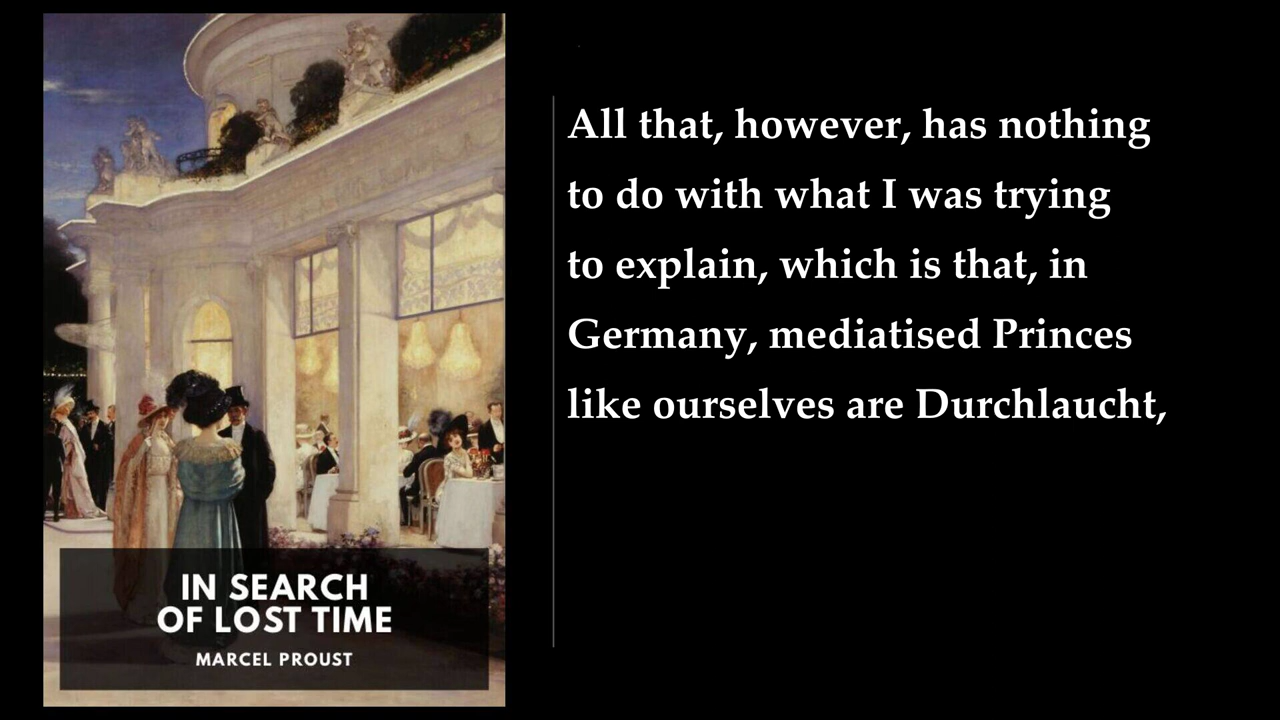 IN SEARCH
OF LOST TIME
MARCEL PROUST
All that, however, has nothing
to do with what I was trying
to explain, which is that, in
Germany, mediatised Princes
like ourselves are Durchlaucht,